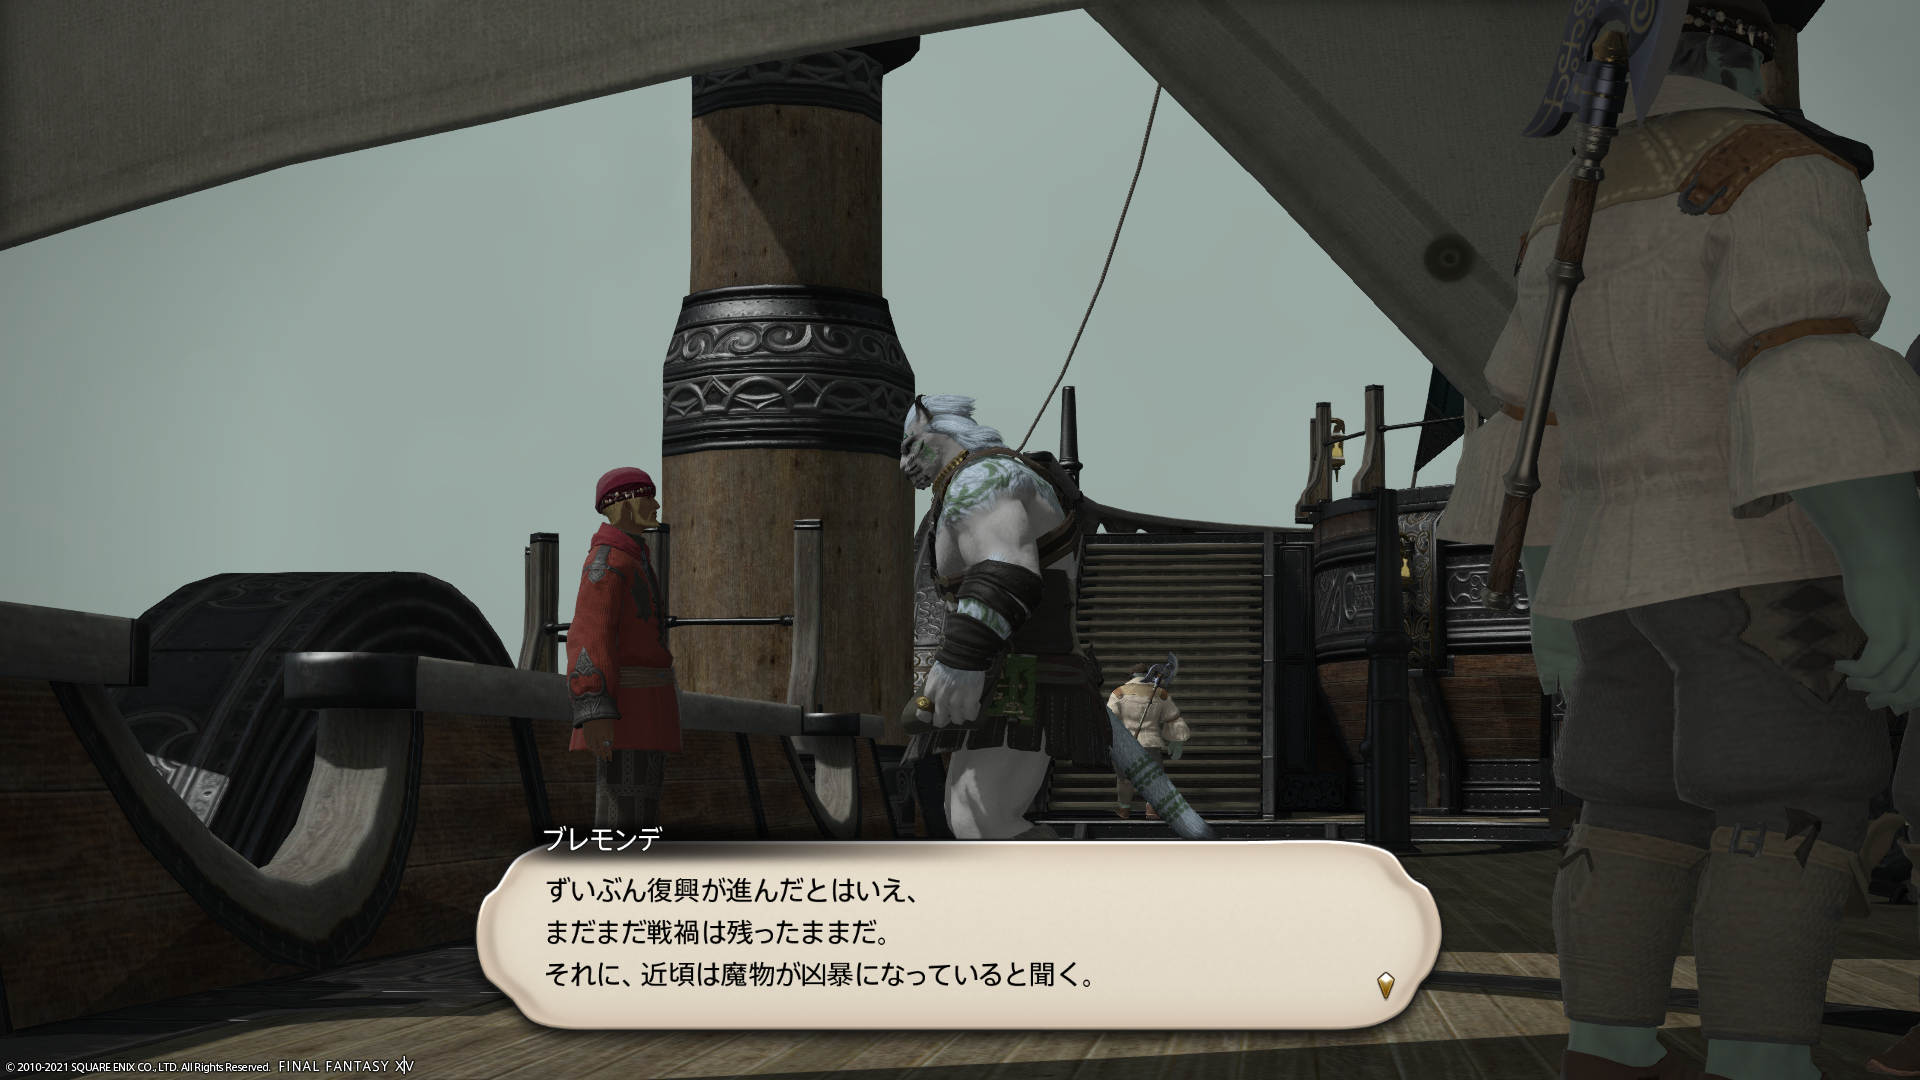 ブレモンデ
ずいぶん復興が進んだとはいえ、
まだまだ戦禍は残ったままだ。
それに、近頃は魔物が凶暴になっていると聞く。
© 2010-2021 SQUARE ENIX CO., LTD. All Rights Reserved. FINAL FANTASY XIV